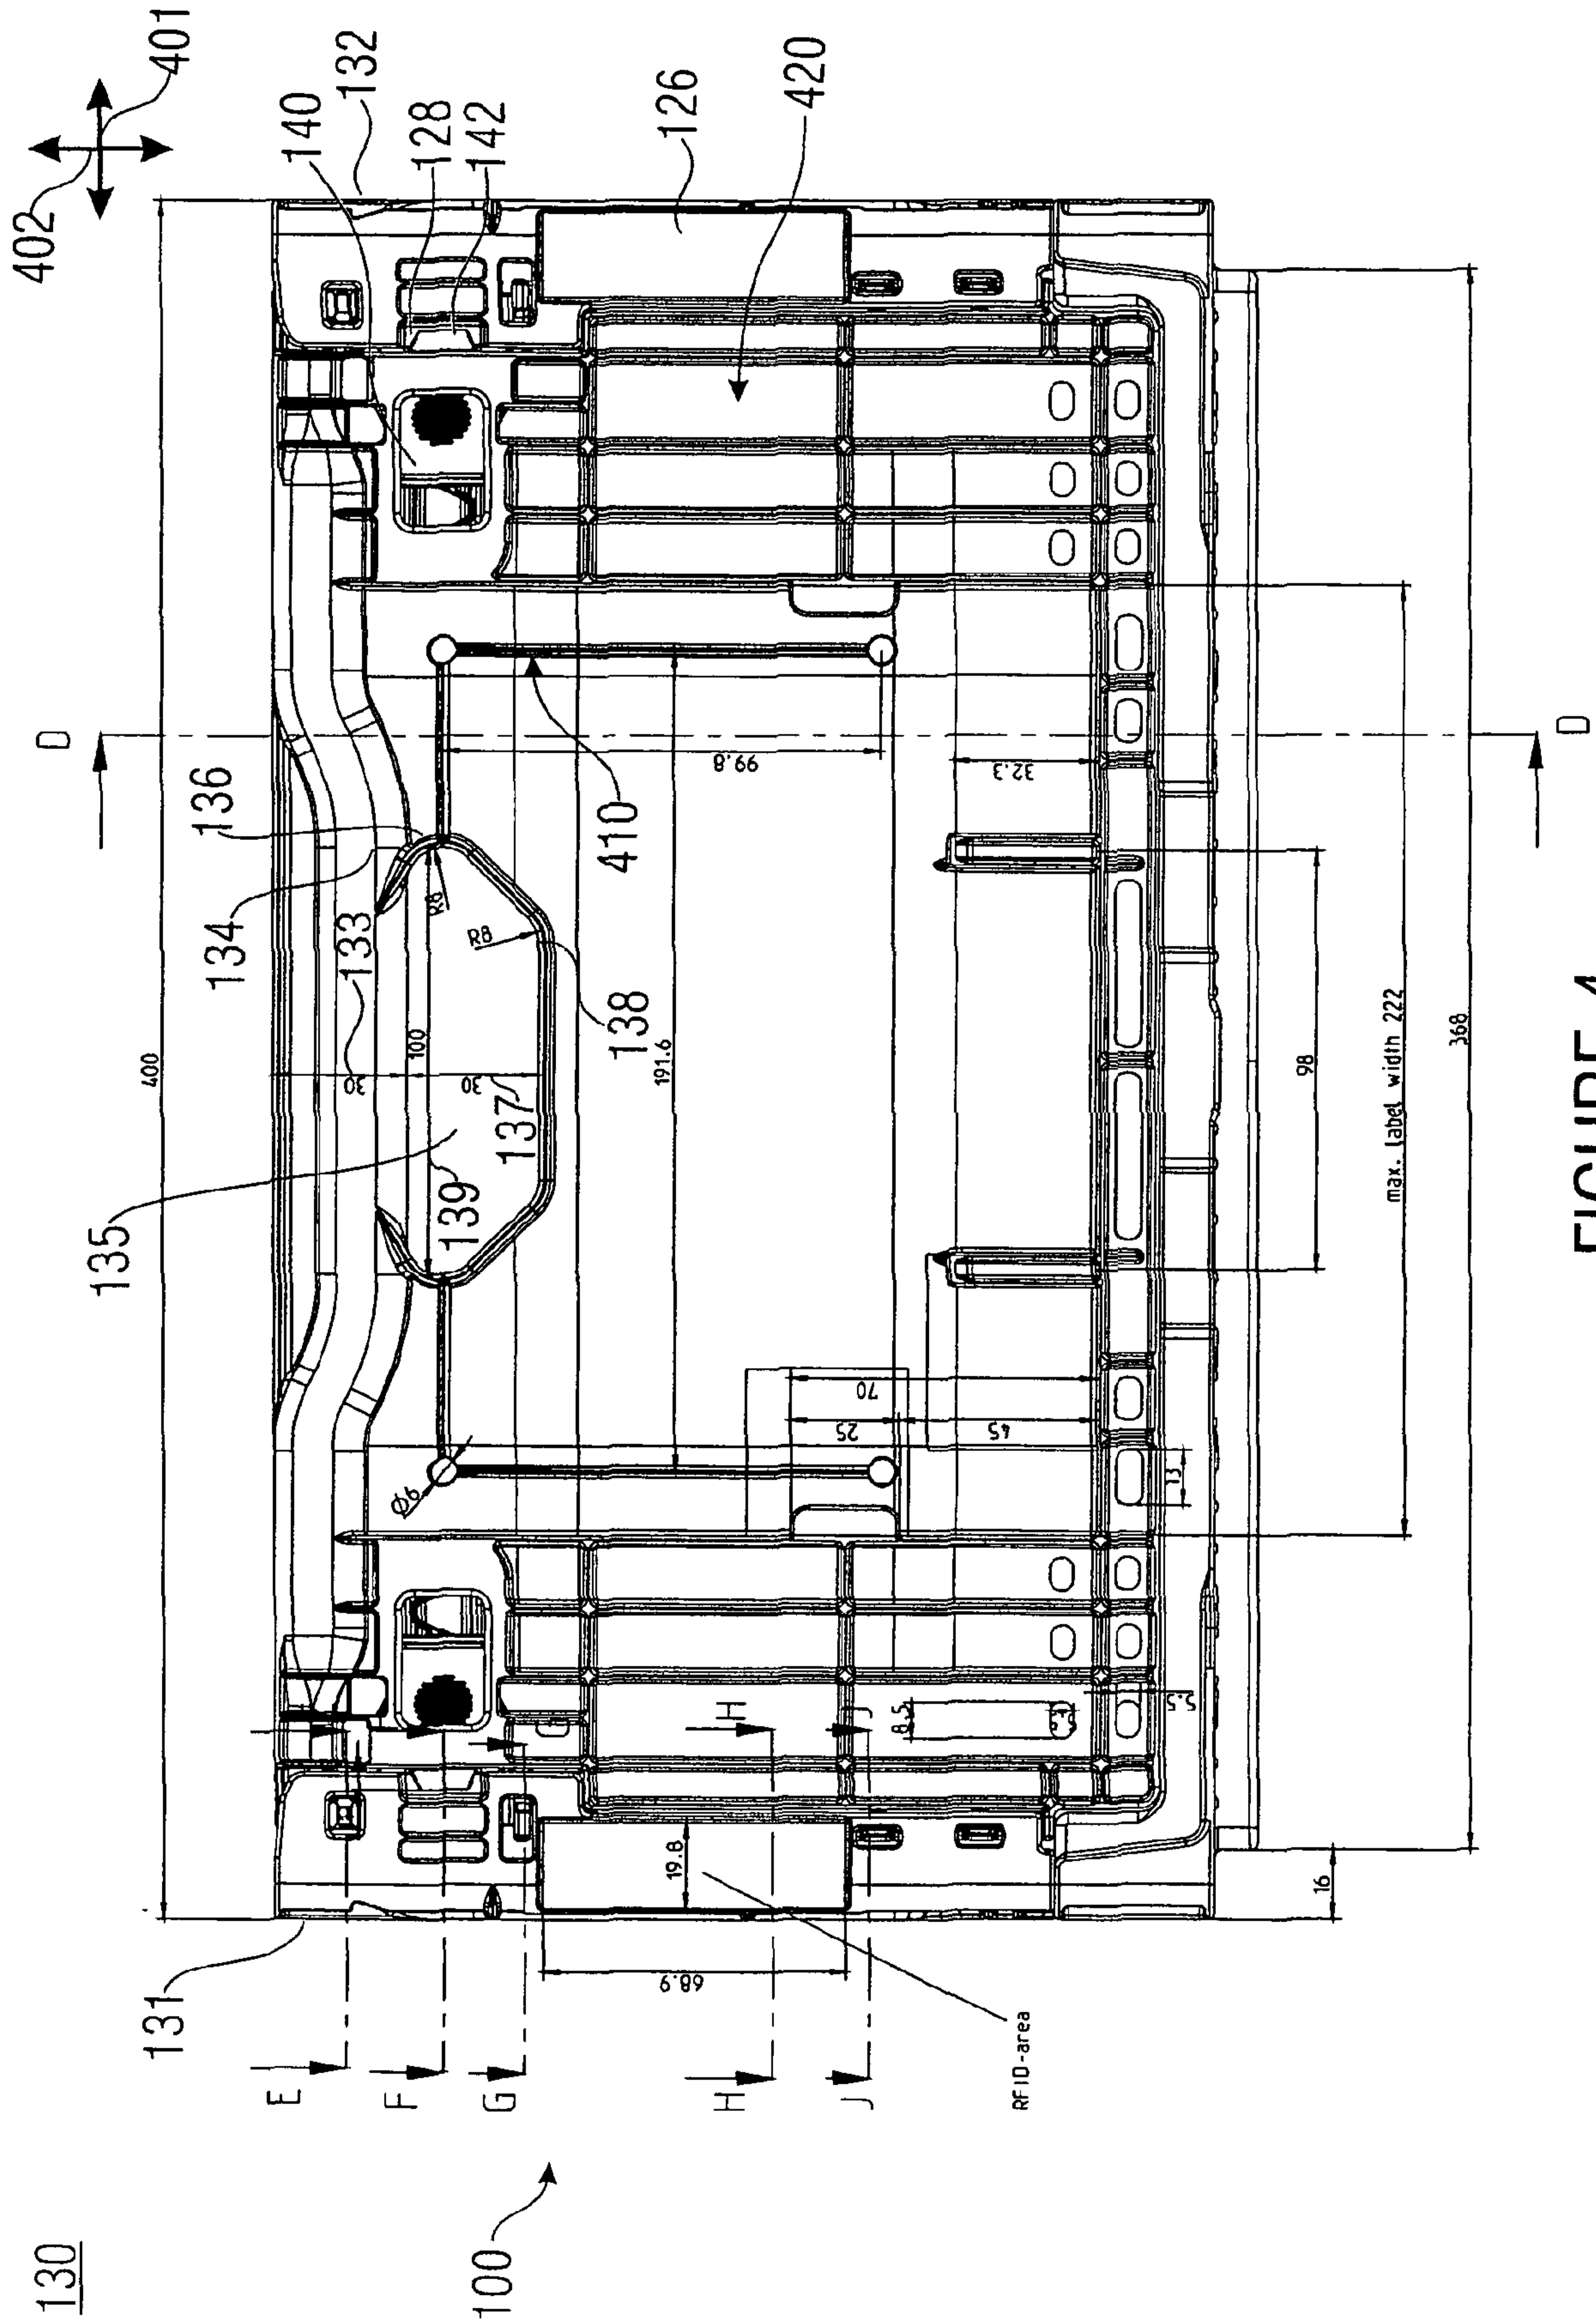 130
100
131
E
F
G
H
J
RFID-area
68.9
19.8
16
H
J
8.5
5.5
13
Φ6
70
25
45
135
139
137
100
30
30
133
134
136
138
R8
R8
191.6
410
99.8
32.3
98
max. label width 222
368
400
D
D
402
401
132
140
128
142
126
420
FIGURE 4